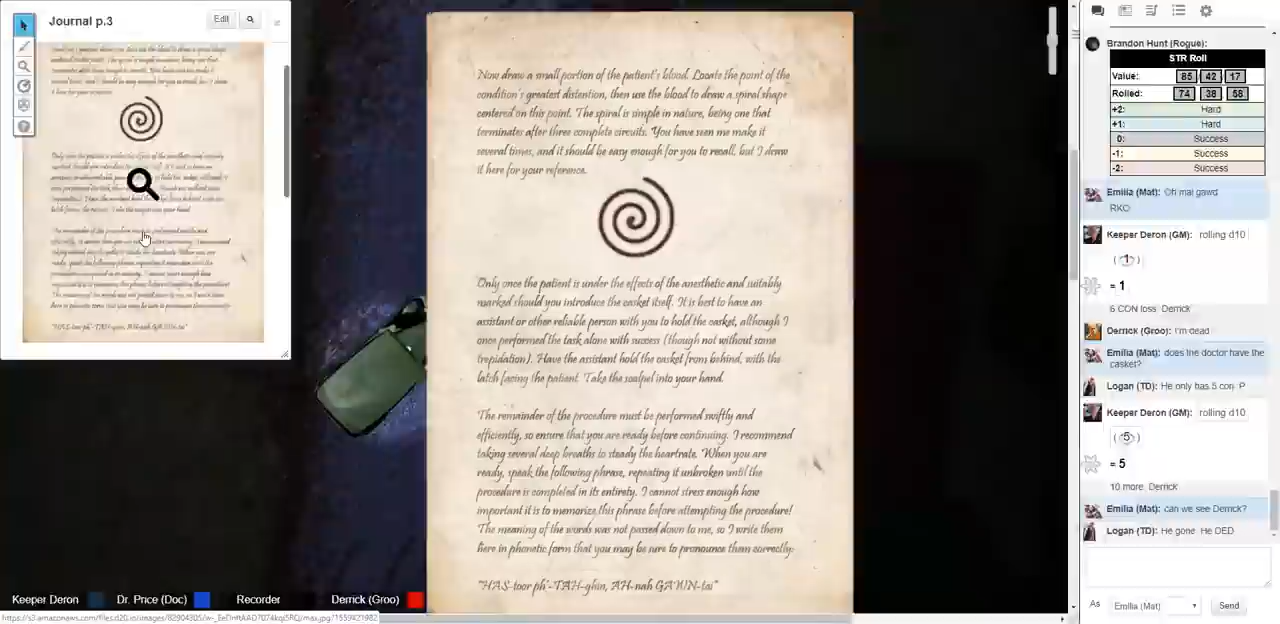 Journal p.3
Edit
Now draw a small portion of the patient's blood. Locate the point of the
condition's greatest distention, then use the blood to draw a spiral shape
centered on this point. The spiral is simple in nature, being one that
terminates after three complete circuits. You have seen me make it
several times, and it should be easy enough for you to recall, but I draw
it here for your reference.
Only once the patient is under the effects of the anesthetic and suitably
marked should you introduce the casket itself. It is best to have an
assistant or other reliable person with you to hold the casket, although I
once performed the task alone with success (though not without some
trepidation). Have the assistant hold the casket from behind, with the
latch facing the patient. Take the scalpel into your hand.
The remainder of the procedure must be performed swiftly and
efficiently, so ensure that you are ready before continuing. I recommend
taking several deep breaths to steady the heartrate. When you are
ready, speak the following phrase, repeating it unbroken until the
procedure is completed in its entirety. I cannot stress enough how
important it is to memorize this phrase before attempting the procedure!
The meaning of the words was not passed down to me, so I write them
here in phonetic form that you may be sure to pronounce them correctly:
"HAS-toor ph'-TAH-ghin, AH-nah GAWIN-tai"
Keeper Deron
Dr. Price (Doc)
Recorder
Derrick (Groo)
Brandon Hunt (Rogue):
STR Roll
Value: 85 42 17
Rolled: 74 38 58
+2: Hard
+1: Hard
0: Success
-1: Success
-2: Success
Emilia (Mat): Oh mai gawd
RKO
Keeper Deron (GM): rolling d10
(1)
= 1
6 CON loss, Derrick
Derrick (Groo): I'm dead
Emilia (Mat): does the doctor have the
casket?
Logan (TD): He only has 5 con :P
Keeper Deron (GM): rolling d10
(5)
= 5
10 more, Derrick
Emilia (Mat): can we see Derrick?
Logan (TD): He gone. He DED
As Emilia (Mat) Send